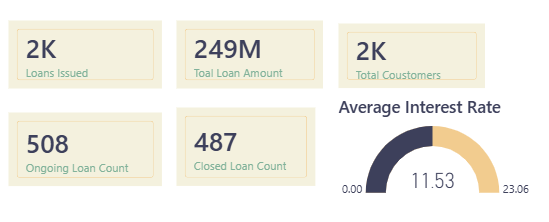 2K
Loans Issued
249M
Toal Loan Amount
2K
Total Coustomers
508
Ongoing Loan Count
487
Closed Loan Count
Average Interest Rate
0.00
11.53
23.06